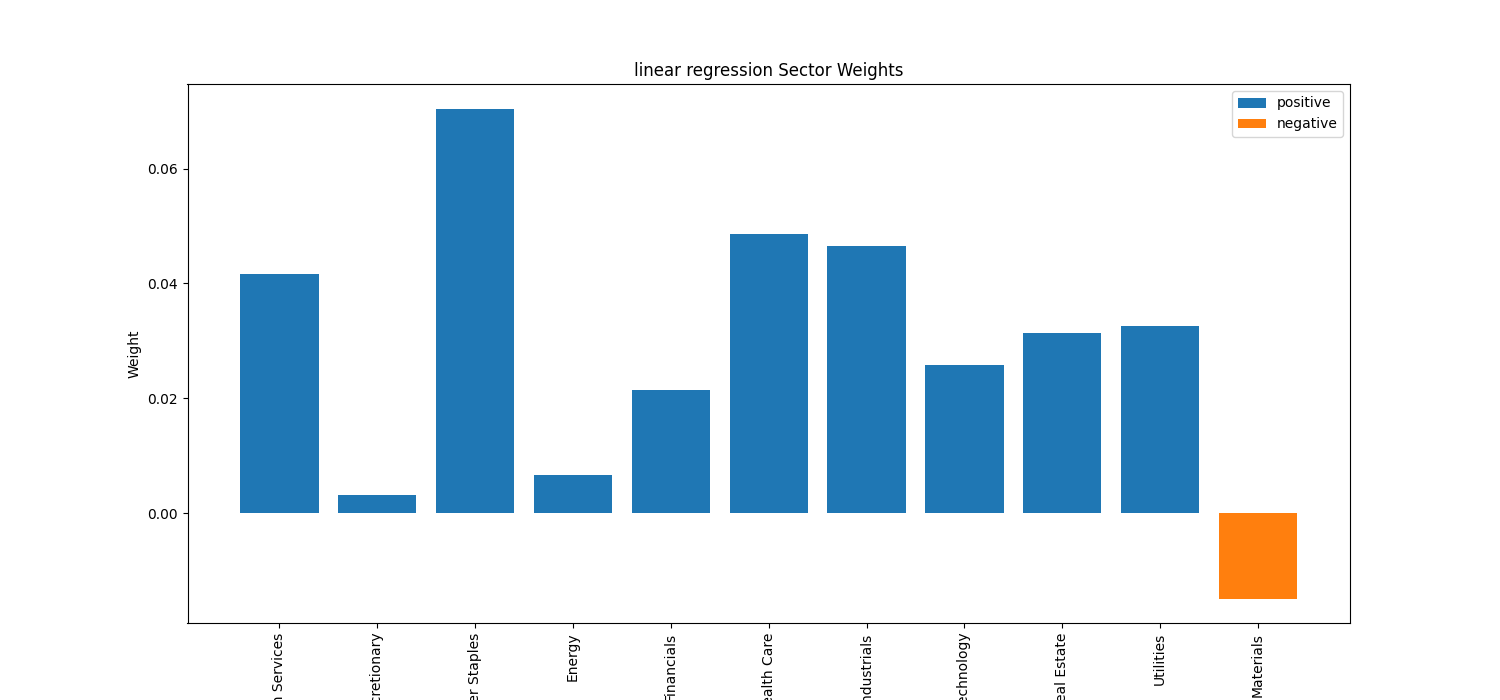 linear regression Sector Weights
positive
negative
Weight
0.06
0.04
0.02
0.00
Services
cretionary
er Staples
Energy
Financials
ealth Care
ndustrials
echnology
eal Estate
Utilities
Materials